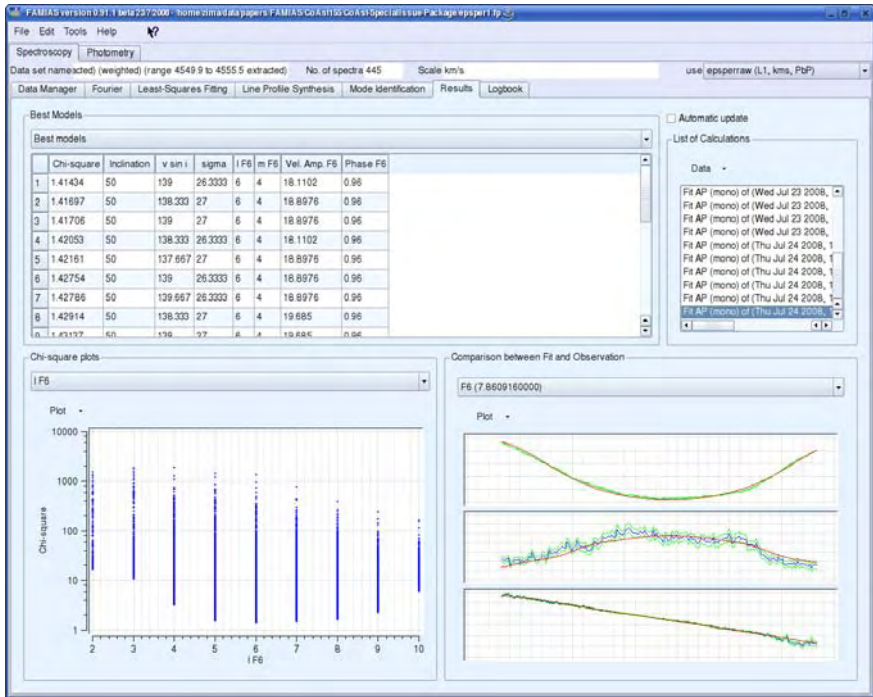 FAMIAS version 0.91.1 beta 237 2008 - /home/zima/data/papers/FAMIAS/CoAst155/CoAst-SpecialIssue-Package/epsper1.fp
File Edit Tools Help
Spectroscopy Photometry
Data set name acted) (weighted) (range 4549.9 to 4555.5 extracted) No. of spectra 445 Scale km/s use epsperraw (L1, kms, PbP)
Data Manager Fourier Least-Squares Fitting Line Profile Synthesis Mode Identification Results Logbook
Best Models
Best models
Chi-square Inclination v sin i sigma l F6 m F6 Vel. Amp. F6 Phase F6
1 1.41434 50 139 26.3333 6 4 18.1102 0.96
2 1.41697 50 138.333 27 6 4 18.8976 0.96
3 1.41706 50 139 27 6 4 18.8976 0.96
4 1.42053 50 138.333 26.3333 6 4 18.1102 0.96
5 1.42161 50 137.667 27 6 4 18.8976 0.96
6 1.42754 50 139 26.3333 6 4 18.8976 0.96
7 1.42786 50 139.667 26.3333 6 4 18.8976 0.96
8 1.42914 50 138.333 27 6 4 19.685 0.96
9 1.43137 50 139 27 6 4 19.685 0.96
Automatic update
List of Calculations
Data
Fit AP (mono) of (Wed Jul 23 2008,
Fit AP (mono) of (Wed Jul 23 2008,
Fit AP (mono) of (Wed Jul 23 2008,
Fit AP (mono) of (Wed Jul 23 2008,
Fit AP (mono) of (Thu Jul 24 2008, 1
Fit AP (mono) of (Thu Jul 24 2008, 1
Fit AP (mono) of (Thu Jul 24 2008, 1
Fit AP (mono) of (Thu Jul 24 2008, 1
Fit AP (mono) of (Thu Jul 24 2008, 1
Fit AP (mono) of (Thu Jul 24 2008, 1
Chi-square plots
l F6
Plot
10000
1000
100
10
1
Chi-square
2 3 4 5 6 7 8 9 10
l F6
Comparison between Fit and Observation
F6 (7.8609160000)
Plot